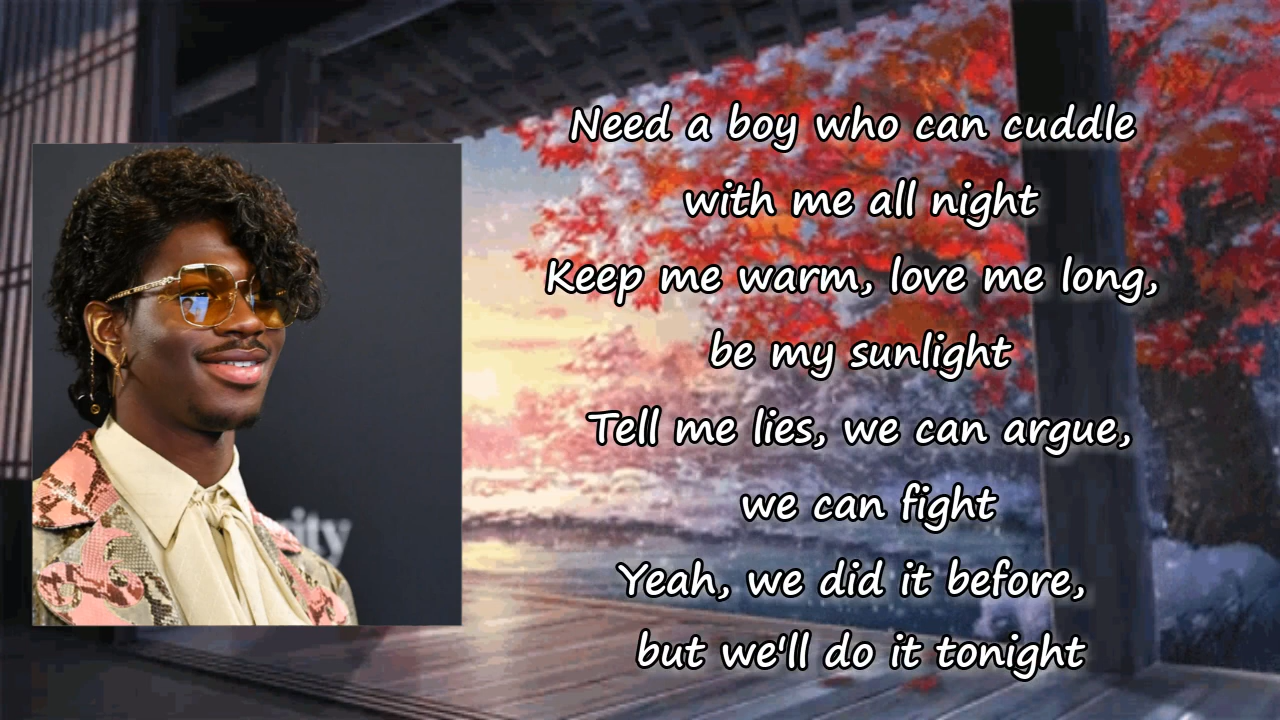 Need a boy who can cuddle
with me all night
Keep me warm, love me long,
be my sunlight
Tell me lies, we can argue,
we can fight
Yeah, we did it before,
but we'll do it tonight